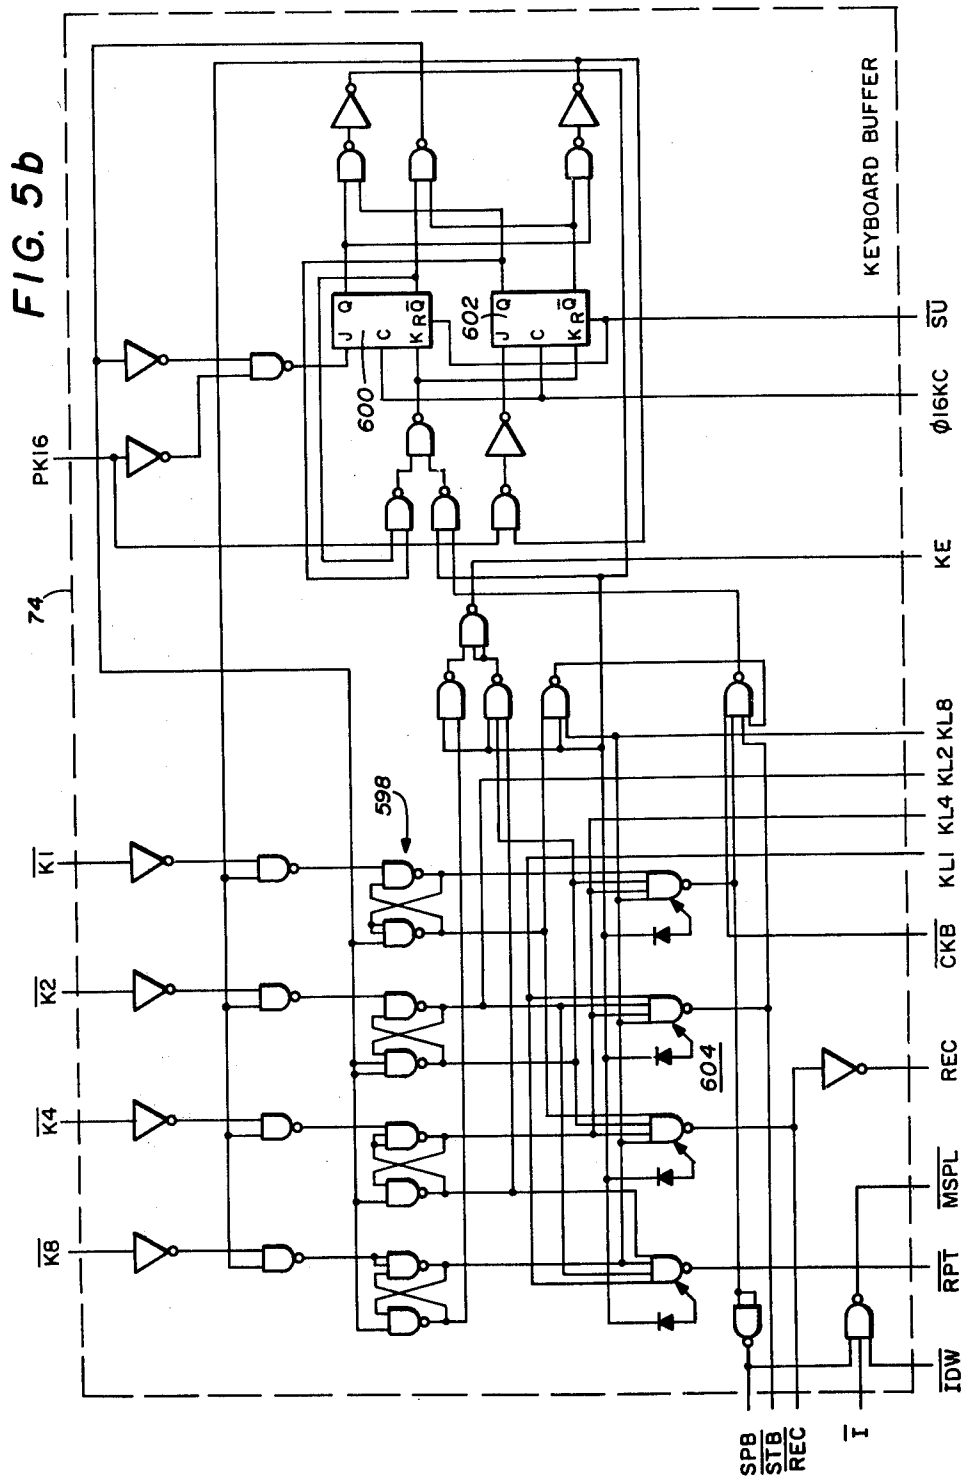 FIG. 5b
74
PK16
K1
K2
K4
K8
598
600
602
604
J
Q
C
K
R
Q
J
Q
C
K
R
Q
KEYBOARD BUFFER
SU
φ16KC
KE
KL8
KL2
KL4
KL1
CKB
REC
MSPL
RPT
IDW
SPB
STB
REC
I